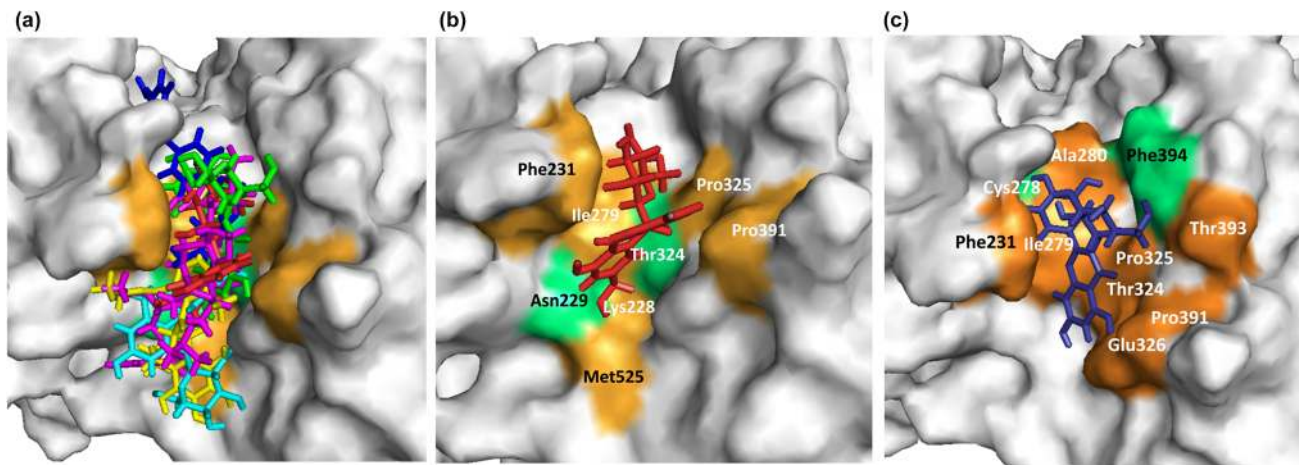 (a)
(b)
(c)
Phe231
Ile279
Pro325
Pro391
Thr324
Asn229
Lys228
Met525
Ala280
Phe394
Cys278
Thr393
Phe231
Ile279
Pro325
Thr324
Pro391
Glu326